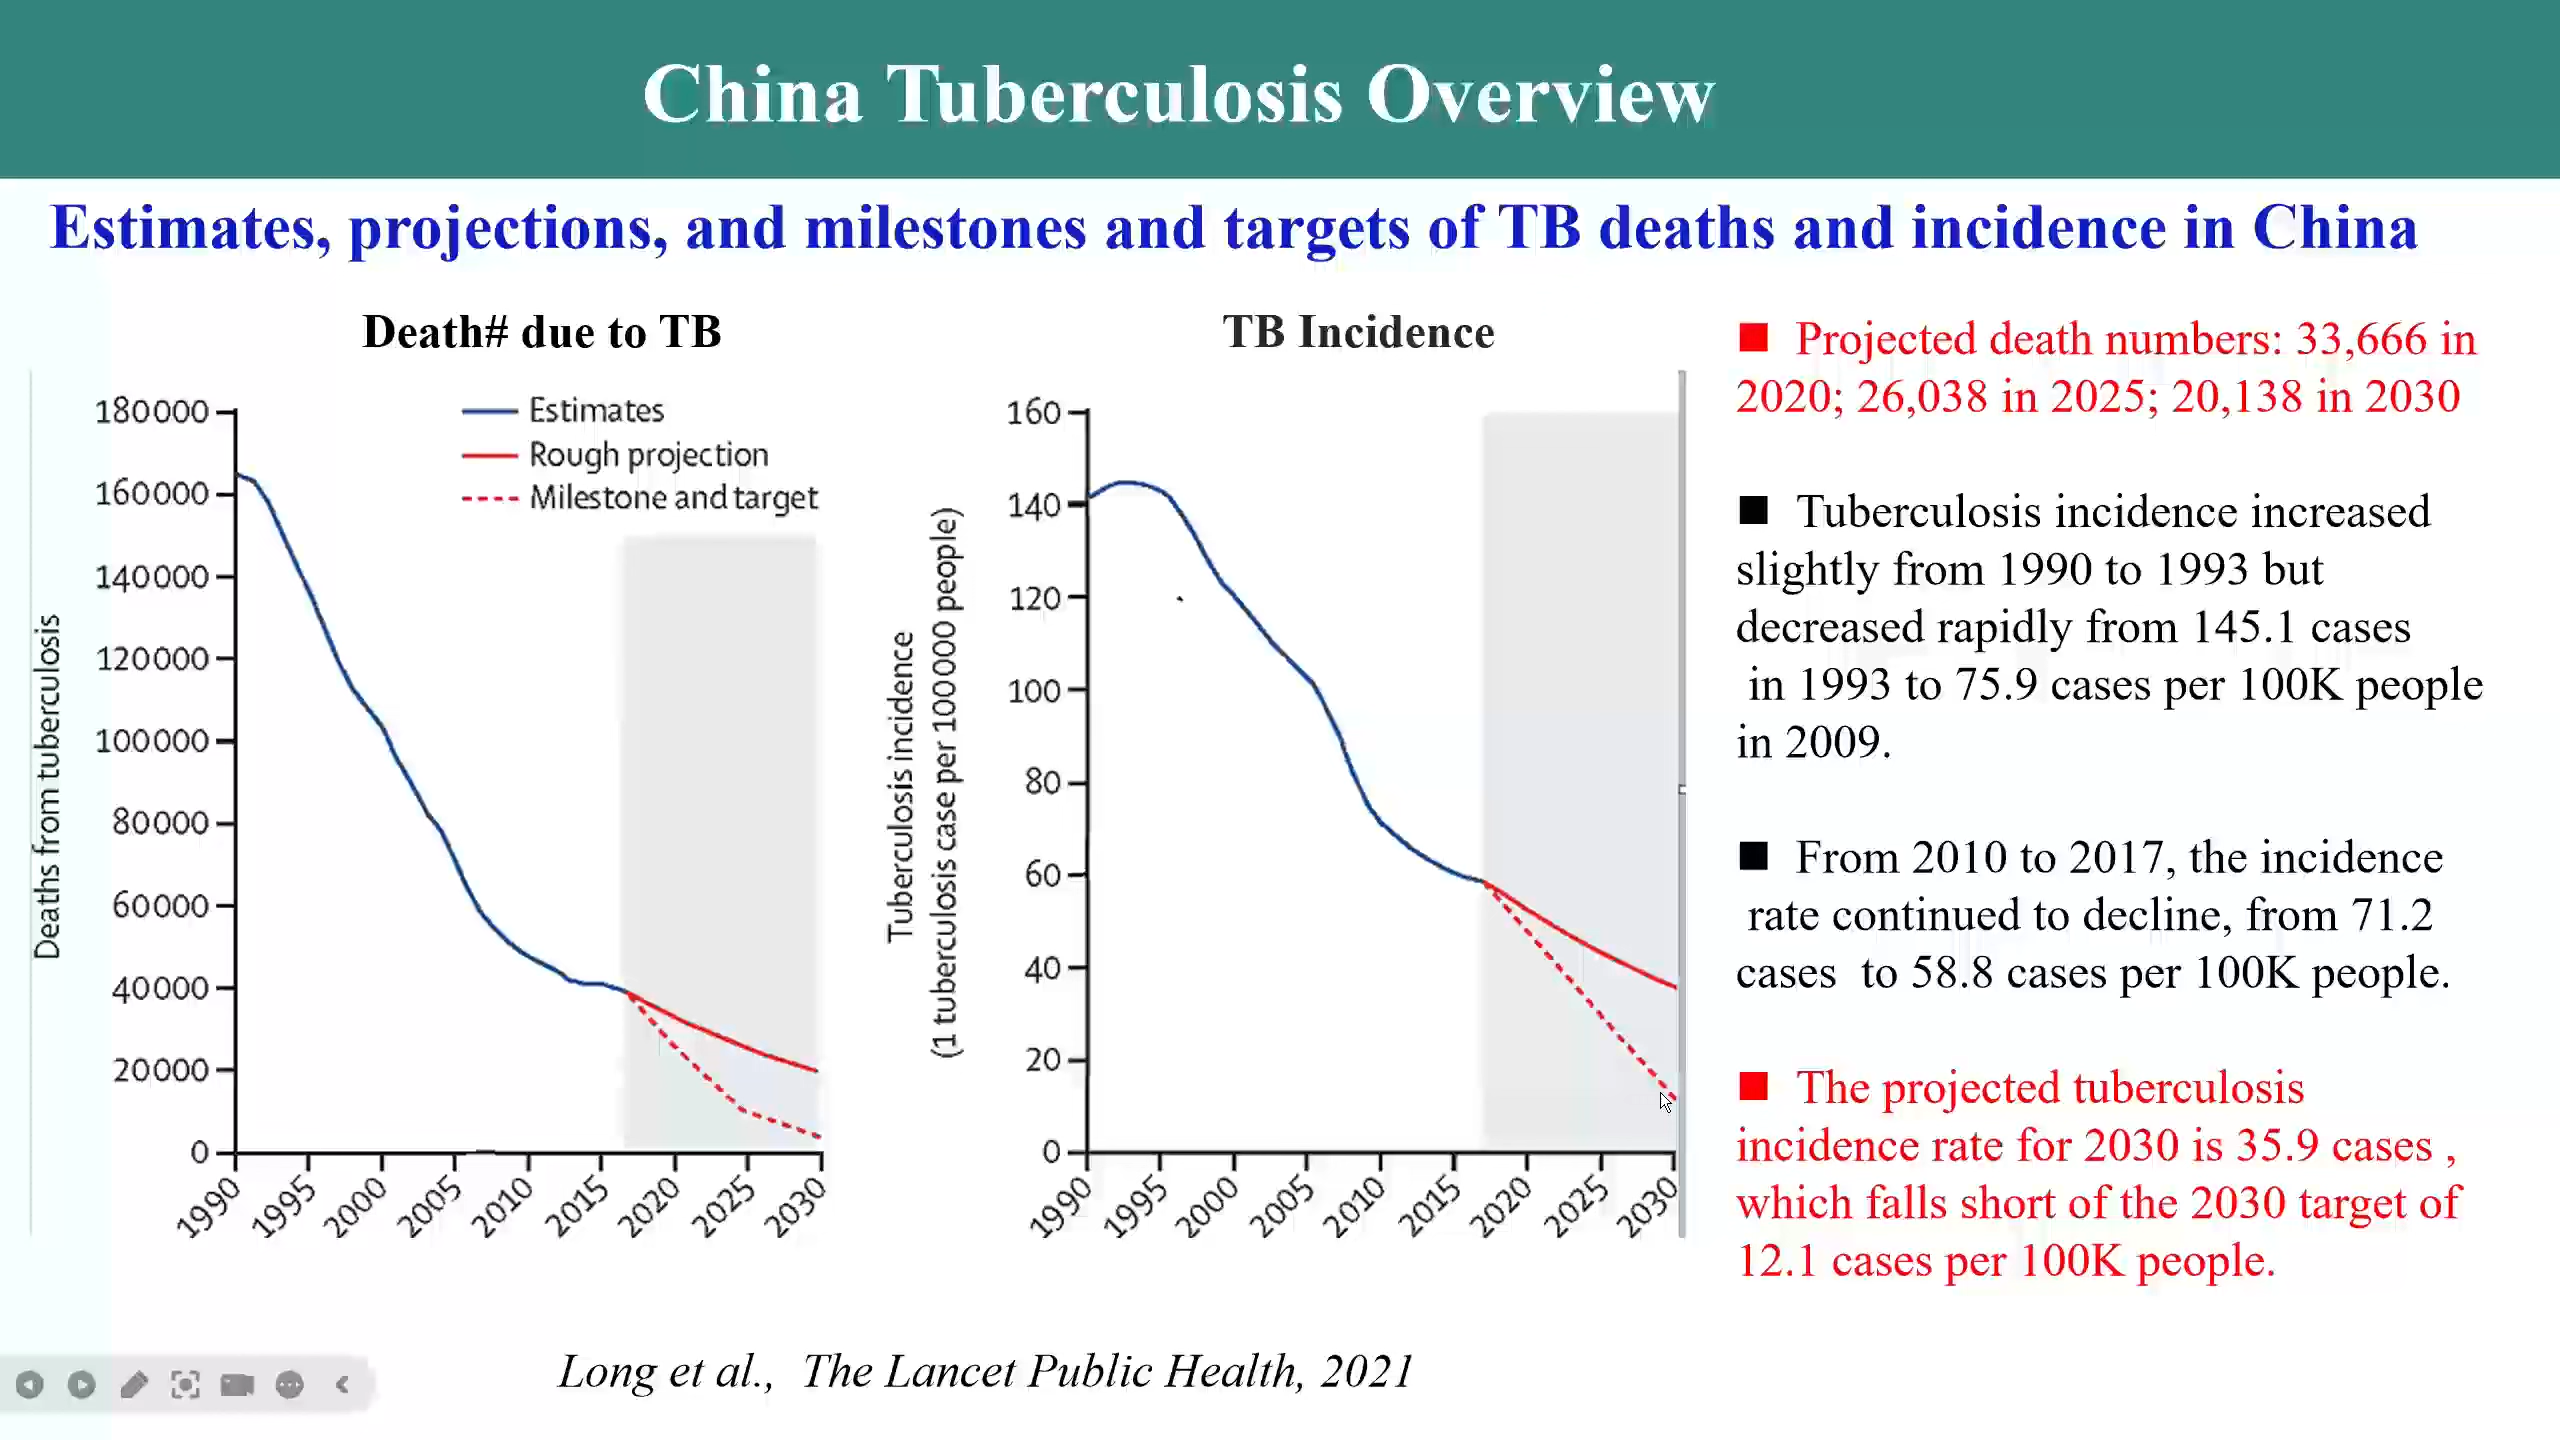 China Tuberculosis Overview
Estimates, projections, and milestones and targets of TB deaths and incidence in China
Death# due to TB
Deaths from tuberculosis
180000
160000
140000
120000
100000
80000
60000
40000
20000
0
Estimates
Rough projection
Milestone and target
1990
1995
2000
2005
2010
2015
2020
2025
2030
TB Incidence
Tuberculosis incidence
(1 tuberculosis case per 100000 people)
160
140
120
100
80
60
40
20
0
1990
1995
2000
2005
2010
2015
2020
2025
2030
■ Projected death numbers: 33,666 in
2020; 26,038 in 2025; 20,138 in 2030
■ Tuberculosis incidence increased
slightly from 1990 to 1993 but
decreased rapidly from 145.1 cases
in 1993 to 75.9 cases per 100K people
in 2009.
■ From 2010 to 2017, the incidence
rate continued to decline, from 71.2
cases to 58.8 cases per 100K people.
■ The projected tuberculosis
incidence rate for 2030 is 35.9 cases ,
which falls short of the 2030 target of
12.1 cases per 100K people.
Long et al., The Lancet Public Health, 2021